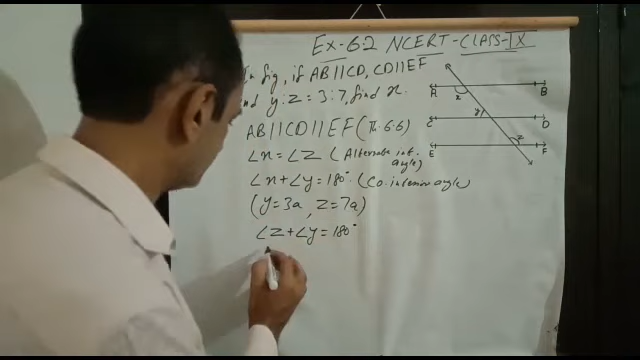 Ex-6.2 NCERT-CLASS-IX
In fig, if AB||CD, CD||EF
and y:z = 3:7, find x.
AB||CD||EF (Th. 6.6)
∠x = ∠z (Alternate int. angle)
∠x + ∠y = 180° (Co. interior angle)
(y = 3a, z = 7a)
∠z + ∠y = 180°
A x B
C y D
E z F